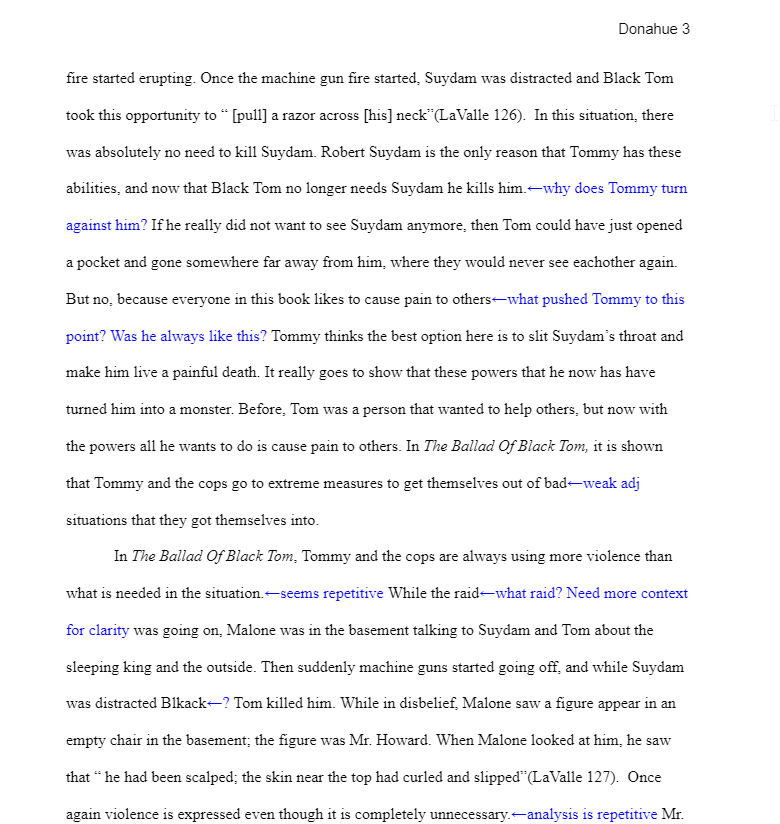 Donahue 3
fire started erupting. Once the machine gun fire started, Suydam was distracted and Black Tom
took this opportunity to “ [pull] a razor across [his] neck”(LaValle 126).  In this situation, there
was absolutely no need to kill Suydam. Robert Suydam is the only reason that Tommy has these
abilities, and now that Black Tom no longer needs Suydam he kills him.←why does Tommy turn
against him? If he really did not want to see Suydam anymore, then Tom could have just opened
a pocket and gone somewhere far away from him, where they would never see eachother again.
But no, because everyone in this book likes to cause pain to others←what pushed Tommy to this
point? Was he always like this? Tommy thinks the best option here is to slit Suydam’s throat and
make him live a painful death. It really goes to show that these powers that he now has have
turned him into a monster. Before, Tom was a person that wanted to help others, but now with
the powers all he wants to do is cause pain to others. In The Ballad Of Black Tom, it is shown
that Tommy and the cops go to extreme measures to get themselves out of bad←weak adj
situations that they got themselves into.
In The Ballad Of Black Tom, Tommy and the cops are always using more violence than
what is needed in the situation.←seems repetitive While the raid←what raid? Need more context
for clarity was going on, Malone was in the basement talking to Suydam and Tom about the
sleeping king and the outside. Then suddenly machine guns started going off, and while Suydam
was distracted Blkack←? Tom killed him. While in disbelief, Malone saw a figure appear in an
empty chair in the basement; the figure was Mr. Howard. When Malone looked at him, he saw
that “ he had been scalped; the skin near the top had curled and slipped”(LaValle 127).  Once
again violence is expressed even though it is completely unnecessary.←analysis is repetitive Mr.